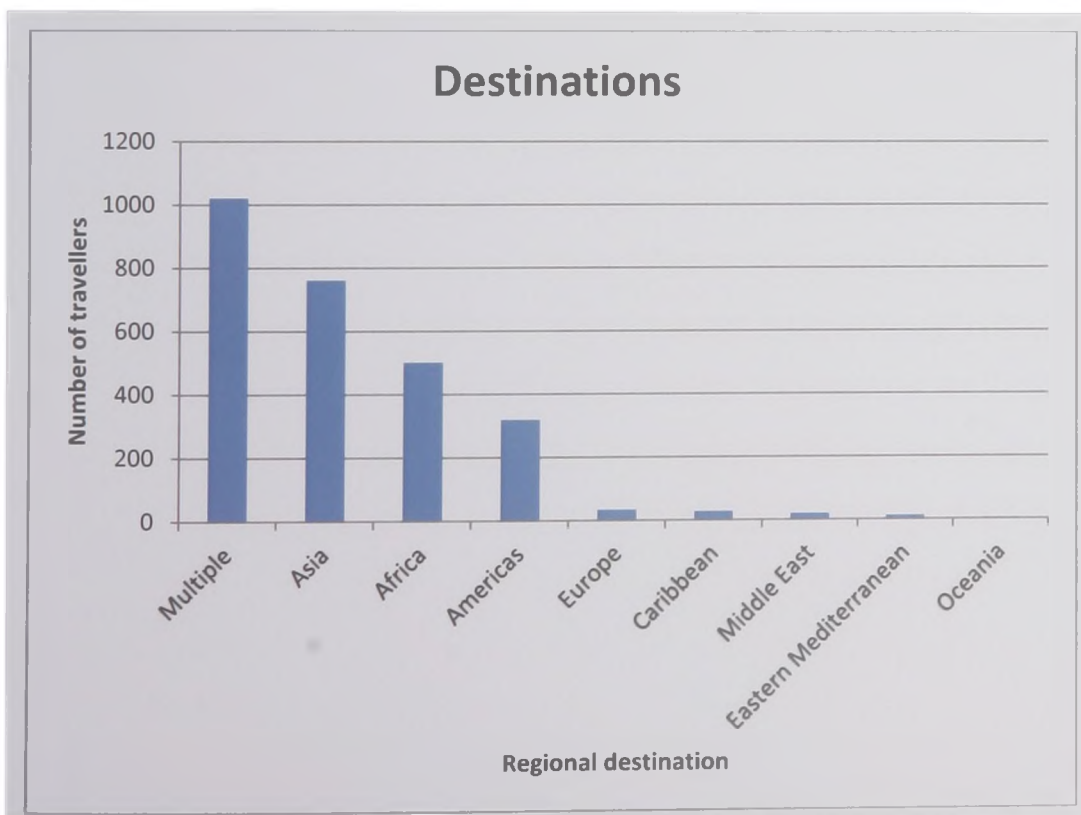 Destinations
1200
1000
800
600
400
200
0
Number of travellers
Multiple
Asia
Africa
Americas
Europe
Caribbean
Middle East
Eastern Mediterranean
Oceania
Regional destination